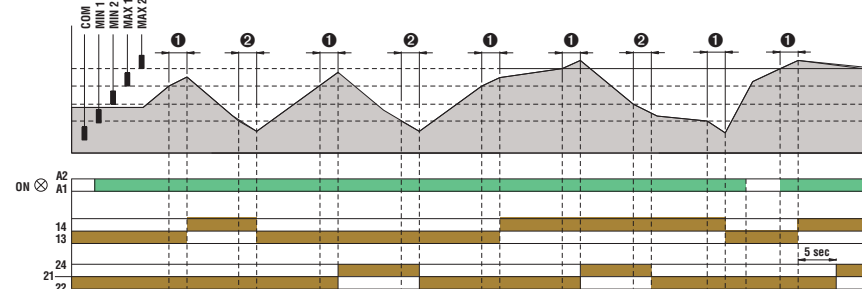 COM
MIN 1
MIN 2
MAX 1
MAX 2
❶ ❷ ❶ ❷ ❶ ❶ ❷ ❶ ❶
A2
ON A1
14
13
5 sec
24
21
22